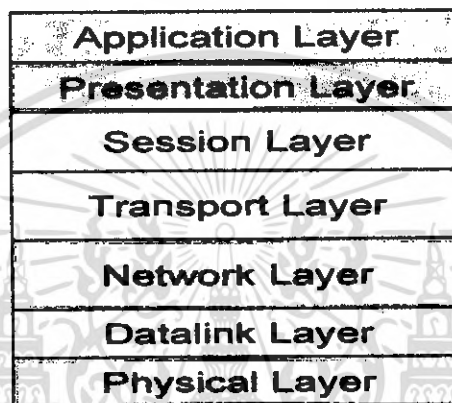 Application Layer
Presentation Layer
Session Layer
Transport Layer
Network Layer
Datalink Layer
Physical Layer